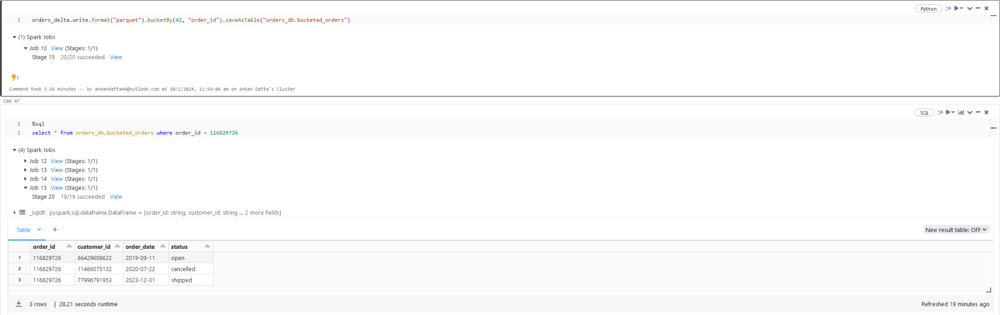 Python
1 orders_delta.write.format("parquet").bucketBy(42, "order_id").saveAsTable("orders_db.bucketed_orders")
(1) Spark Jobs
Job 10 View (Stages: 1/1)
Stage 15 20/20 succeeded View
1
Command took 3.56 minutes -- by ankandatta44@outlook.com at 30/1/2024, 11:54:06 am on Ankan Datta's Cluster
Cmd 47
SQL
1 %sql
2 select * from orders_db.bucketed_orders where order_id = 116829726
(4) Spark Jobs
Job 12 View (Stages: 1/1)
Job 13 View (Stages: 1/1)
Job 14 View (Stages: 1/1)
Job 15 View (Stages: 1/1)
Stage 20 19/19 succeeded View
_sqldf: pyspark.sql.dataframe.DataFrame = [order_id: string, customer_id: string ... 2 more fields]
Table + New result table: OFF
order_id customer_id order_date status
1 116829726 66429608622 2019-09-11 open
2 116829726 11466075132 2020-07-22 cancelled
3 116829726 77996791953 2023-12-31 shipped
3 rows | 28.21 seconds runtime Refreshed 19 minutes ago